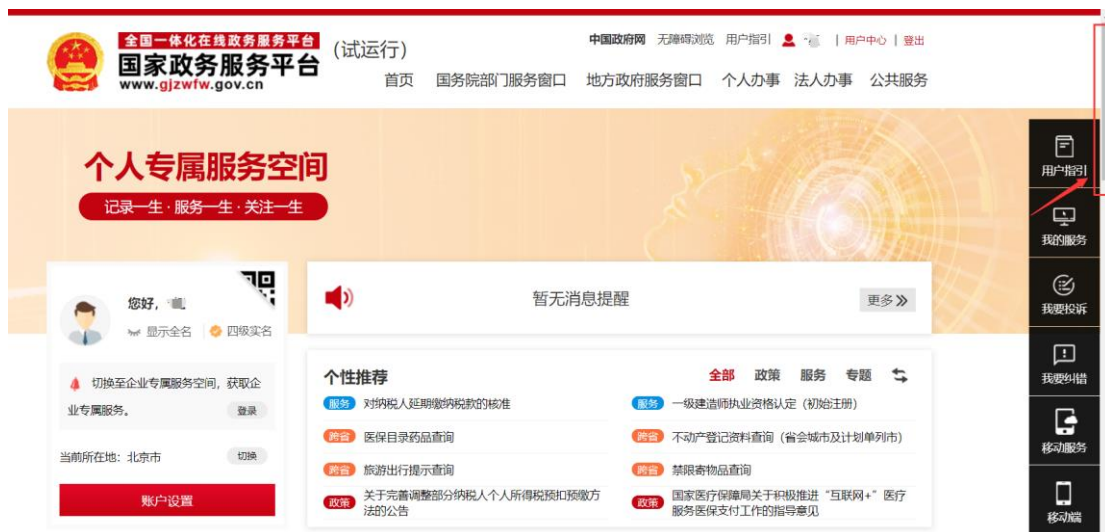 全国一体化在线政务服务平台
国家政务服务平台
www.gjzwfw.gov.cn
(试运行)
中国政府网 无障碍浏览 用户指引 | 用户中心 | 登出
首页 国务院部门服务窗口 地方政府服务窗口 个人办事 法人办事 公共服务
个人专属服务空间
记录一生·服务一生·关注一生
用户指引
我的服务
我要投诉
我要纠错
移动服务
移动端
您好,
显示全名 四级实名
切换至企业专属服务空间,获取企
业专属服务。 登录
当前所在地:北京市 切换
账户设置
暂无消息提醒 更多
个性推荐 全部 政策 服务 专题
服务 对纳税人延期缴纳税款的核准
服务 一级建造师执业资格认定(初始注册)
跨省 医保目录药品查询
跨省 不动产登记资料查询(省会城市及计划单列市)
跨省 旅游出行提示查询
跨省 禁限寄物品查询
政策 关于完善调整部分纳税人个人所得税预扣预缴方
法的公告
政策 国家医疗保障局关于积极推进“互联网+”医疗
服务医保支付工作的指导意见